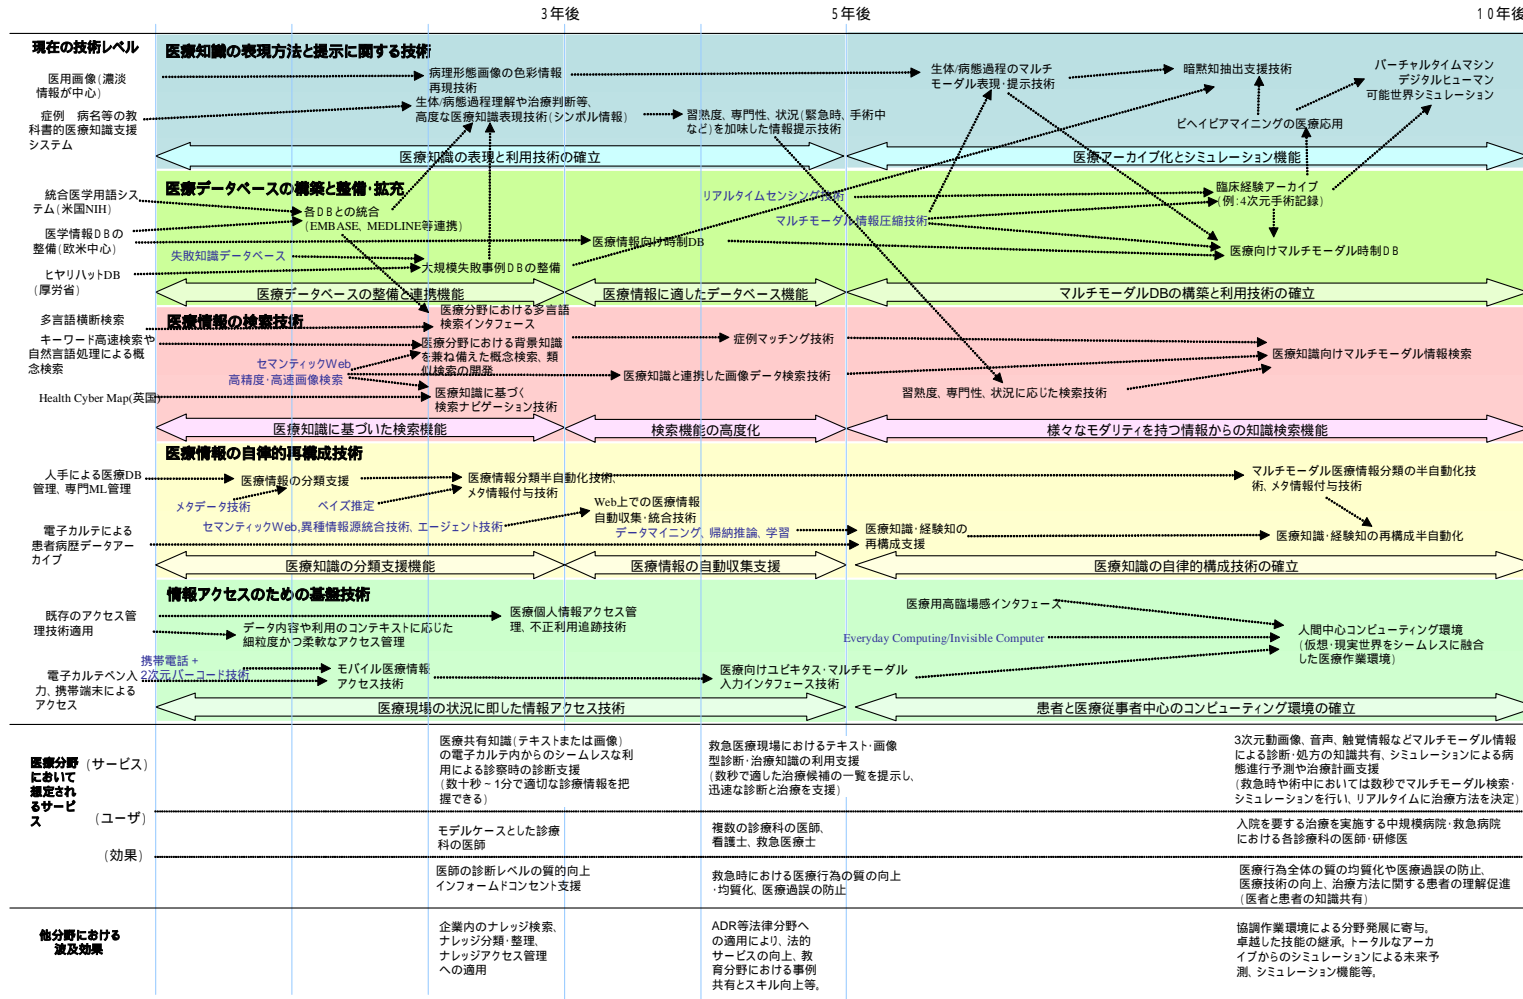 3年後
5年後
10年後
現在の技術レベル
医療知識の表現方法と提示に関する技術
医用画像(濃淡
情報が中心)
症例　病名等の教
科書的医療知識支援
システム
病理形態画像の色彩情報
再現技術
生体/病態過程理解や治療判断等、
高度な医療知識表現技術(シンボル情報)
習熟度、専門性、状況(緊急時、手術中
など)を加味した情報提示技術
生体/病態過程のマルチ
モーダル表現・提示技術
暗黙知抽出支援技術
バーチャルタイムマシン
デジタルヒューマン
可能世界シミュレーション
ビヘイビアマイニングの医療応用
医療知識の表現と利用技術の確立
医療アーカイブ化とシミュレーション機能
医療データベースの構築と整備・拡充
統合医学用語シス
テム(米国NIH)
医学情報DBの
整備(欧米中心)
ヒヤリハットDB
(厚労省)
各DBとの統合
(EMBASE、MEDLINE等連携)
失敗知識データベース
大規模失敗事例DBの整備
医療情報向け時制DB
リアルタイムセンシング技術
マルチモーダル情報圧縮技術
臨床経験アーカイブ
(例:4次元手術記録)
医療向けマルチモーダル時制DB
医療データベースの整備と連携機能
医療情報に適したデータベース機能
マルチモーダルDBの構築と利用技術の確立
医療情報の検索技術
多言語横断検索
キーワード高速検索や
自然言語処理による概
念検索
Health Cyber Map(英国)
医療分野における多言語
検索インタフェース
医療分野における背景知識
を兼ね備えた概念検索、類
似検索の開発
セマンティックWeb
高精度・高速画像検索
医療知識に基づく
検索ナビゲーション技術
症例マッチング技術
医療知識と連携した画像データ検索技術
習熟度、専門性、状況に応じた検索技術
医療知識向けマルチモーダル情報検索
医療知識に基づいた検索機能
検索機能の高度化
様々なモダリティを持つ情報からの知識検索機能
医療情報の自律的再構成技術
人手による医療DB
管理、専門ML管理
電子カルテによる
患者病歴データアー
カイブ
医療情報の分類支援
メタデータ技術
ベイズ推定
医療情報分類半自動化技術、
メタ情報付与技術
セマンティックWeb,異種情報源統合技術、エージェント技術
Web上での医療情報
自動収集・統合技術
データマイニング、帰納推論、学習
医療知識・経験知の
再構成支援
マルチモーダル医療情報分類の半自動化技
術、メタ情報付与技術
医療知識・経験知の再構成半自動化
医療知識の分類支援機能
医療情報の自動収集支援
医療知識の自律的構成技術の確立
情報アクセスのための基盤技術
既存のアクセス管
理技術適用
電子カルテペン入
力、携帯端末による
アクセス
データ内容や利用のコンテキストに応じた
細粒度かつ柔軟なアクセス管理
医療個人情報アクセス管
理、不正利用追跡技術
携帯電話+
2次元バーコード技術
モバイル医療情報
アクセス技術
医療向けユビキタス・マルチモーダル
入力インタフェース技術
医療用高臨場感インタフェース
Everyday Computing/Invisible Computer
人間中心コンピューティング環境
(仮想・現実世界をシームレスに融合
した医療作業環境)
医療現場の状況に即した情報アクセス技術
患者と医療従事者中心のコンピューティング環境の確立
医療分野
において
想定され
るサービ
ス
(サービス)
医療共有知識(テキストまたは画像)
の電子カルテ内からのシームレスな利
用による診察時の診断支援
(数十秒~1分で適切な診療情報を把
握できる)
救急医療現場におけるテキスト・画像
型診断・治療知識の利用支援
(数秒で適した治療候補の一覧を提示し、
迅速な診断と治療を支援)
3次元動画像、音声、触覚情報などマルチモーダル情報
による診断・処方の知識共有、シミュレーションによる病
態進行予測や治療計画支援
(救急時や術中においては数秒でマルチモーダル検索・
シミュレーションを行い、リアルタイムに治療方法を決定)
(ユーザ)
モデルケースとした診療
科の医師
複数の診療科の医師、
看護士、救急医療士
入院を要する治療を実施する中規模病院・救急病院
における各診療科の医師・研修医
(効果)
医師の診断レベルの質的向上
インフォームドコンセント支援
救急時における医療行為の質の向上
・均質化、医療過誤の防止
医療行為全体の質の均質化や医療過誤の防止、
医療技術の向上、治療方法に関する患者の理解促進
(医者と患者の知識共有)
他分野における
波及効果
企業内のナレッジ検索、
ナレッジ分類・整理、
ナレッジアクセス管理
への適用
ADR等法律分野へ
の適用により、法的
サービスの向上、教
育分野における事例
共有とスキル向上等。
協調作業環境による分野発展に寄与。
卓越した技能の継承。トータルなアーカ
イブからのシミュレーションによる未来予
測、シミュレーション機能等。